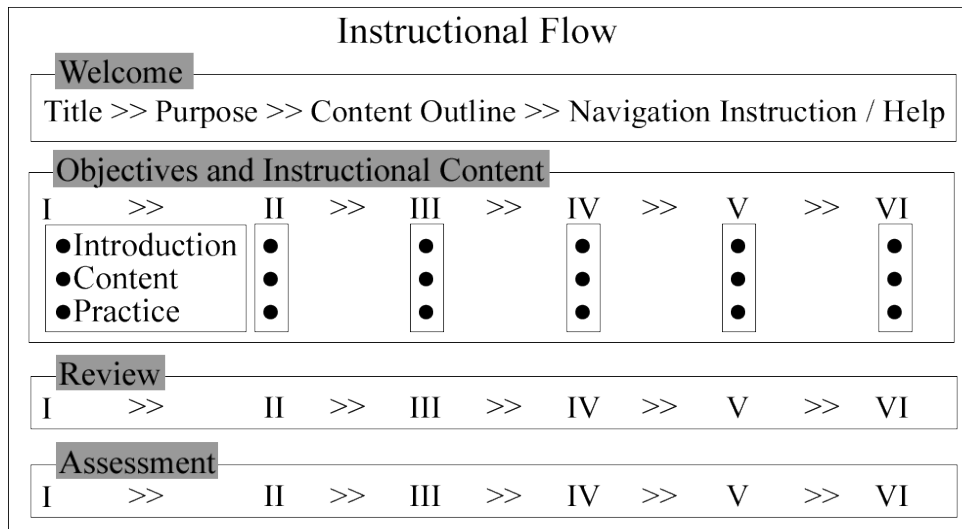 Instructional Flow
Welcome
Title >> Purpose >> Content Outline >> Navigation Instruction / Help
Objectives and Instructional Content
I >> II >> III >> IV >> V >> VI
●Introduction ● ● ● ● ●
●Content ● ● ● ● ●
●Practice ● ● ● ● ●
Review
I >> II >> III >> IV >> V >> VI
Assessment
I >> II >> III >> IV >> V >> VI